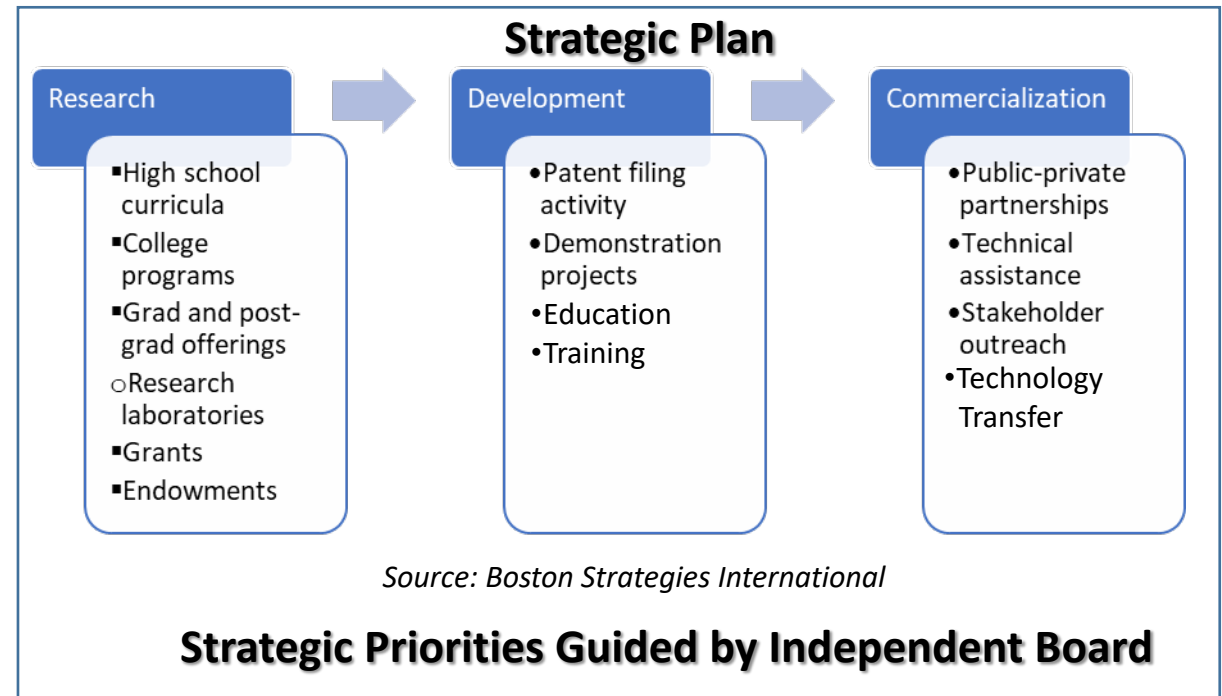 Strategic Plan
Research
▪High school
curricula
▪College
programs
▪Grad and post-
grad offerings
oResearch
laboratories
▪Grants
▪Endowments
Development
•Patent filing
activity
•Demonstration
projects
•Education
•Training
Commercialization
•Public-private
partnerships
•Technical
assistance
•Stakeholder
outreach
•Technology
Transfer
Source: Boston Strategies International
Strategic Priorities Guided by Independent Board